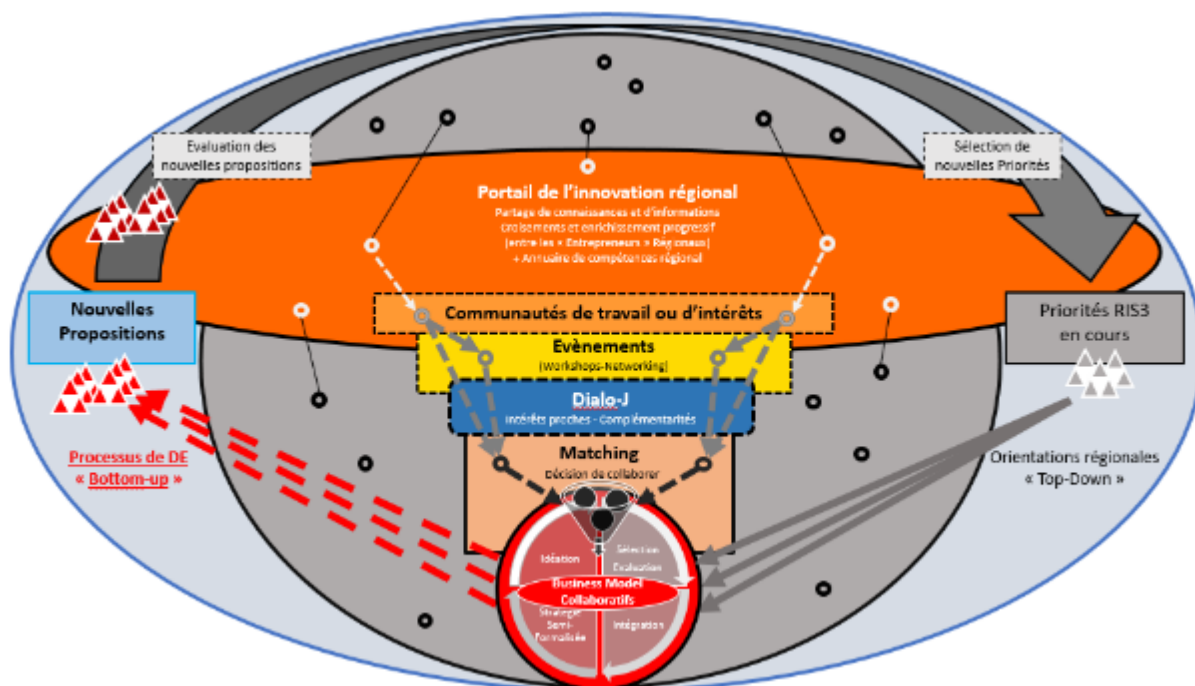 Evaluation des
nouvelles propositions
Sélection de
nouvelles Priorités
Portail de l'innovation régional
Partage de connaissances et d'informations
croisements et enrichissement progressif
(entre les « Entrepreneurs » Régionaux)
+ Annuaire de compétences régional
Nouvelles
Propositions
Communautés de travail ou d'intérêts
Priorités RIS3
en cours
Evènements
(Workshops-Networking)
Dialo-J
Intérêts proches - Complémentarités
Matching
Décision de collaborer
Processus de DE
« Bottom-up »
Orientations régionales
« Top-Down »
Idéation
Sélection
Evaluation
Business Model
Collaboratifs
Stratégie
Semi-
Formalisée
Intégration